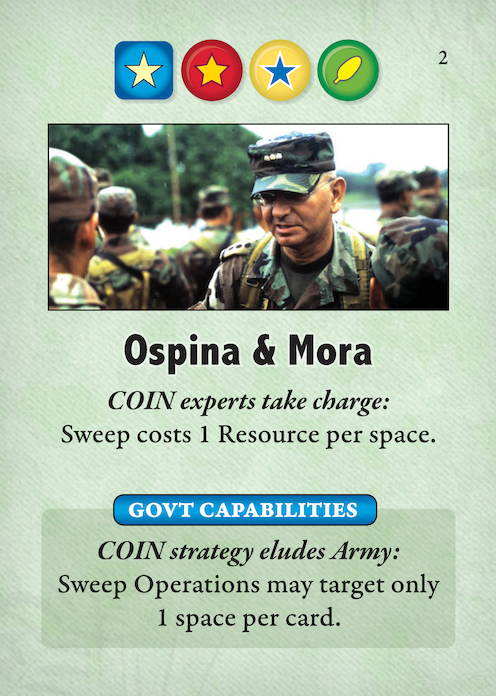 2
Ospina & Mora
COIN experts take charge:
Sweep costs 1 Resource per space.
GOVT CAPABILITIES
COIN strategy eludes Army:
Sweep Operations may target only
1 space per card.